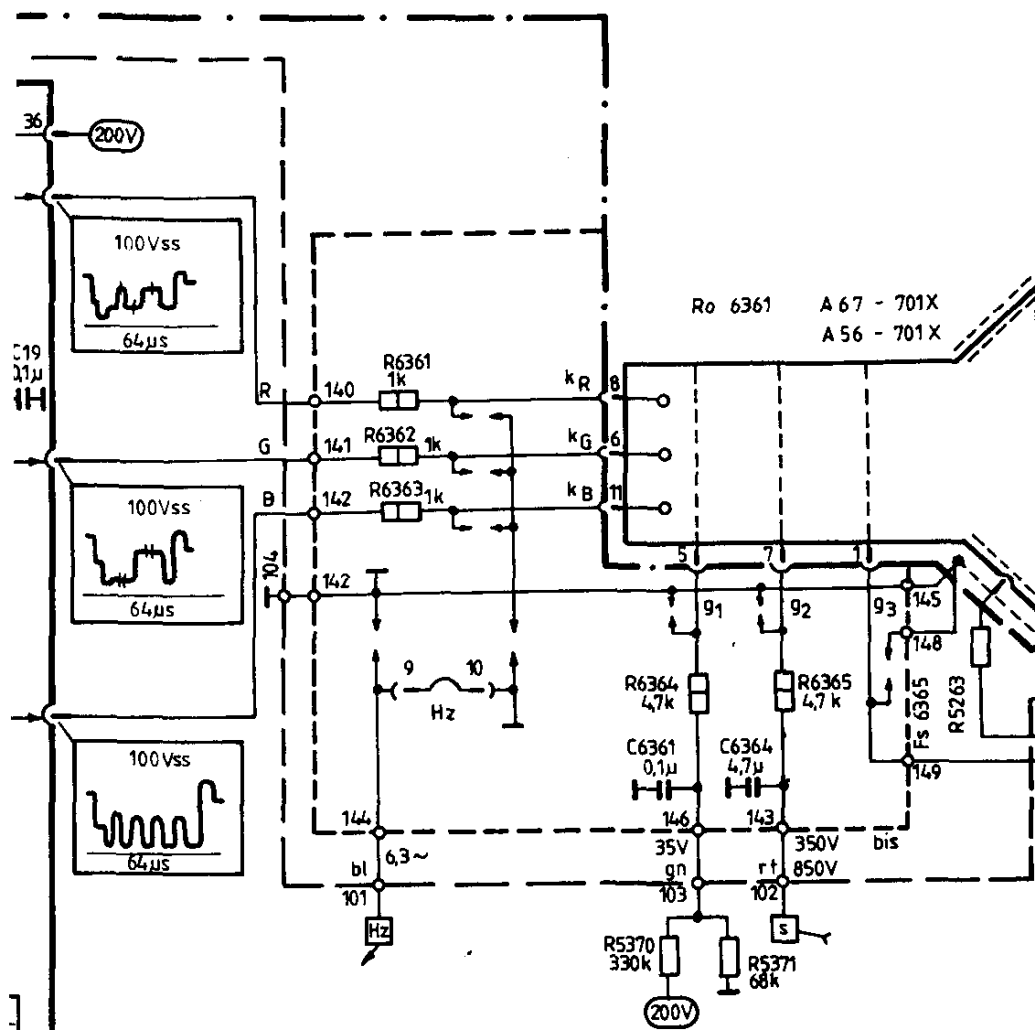 36
200V
100Vss
64µs
C19
0,1µ
R
140
R6361
1k
kR
8
Ro 6361
A 67 - 701X
A 56 - 701X
G
141
R6362
1k
kG
6
100Vss
64µs
B
142
R6363
1k
kB
11
104
142
5
7
1
g1
g2
g3
145
148
9
10
Hz
R6364
4,7k
R6365
4,7k
Fs 6365
R5263
C6361
0,1µ
C6364
4,7µ
149
100Vss
64µs
144
6,3~
146
35V
143
350V
bis
bl
101
gn
103
rt
102
850V
Hz
s
R5370
330k
R5371
68k
200V